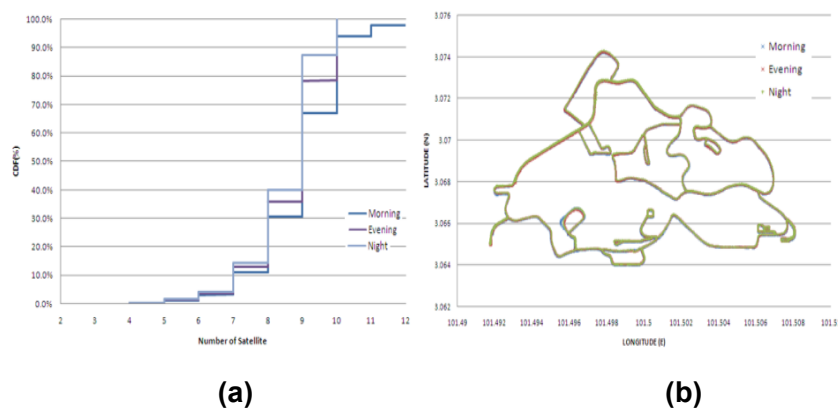 100.0%
90.0%
80.0%
70.0%
60.0%
50.0%
40.0%
30.0%
20.0%
10.0%
0.0%
CDF(%)
2 3 4 5 6 7 8 9 10 11 12
Number of Satellite
Morning
Evening
Night
(a)
3.076
3.074
3.072
3.07
3.068
3.066
3.064
3.062
LATITUDE (N)
101.49 101.492 101.494 101.496 101.498 101.5 101.502 101.504 101.506 101.508 101.5
LONGITUDE (E)
Morning
Evening
Night
(b)